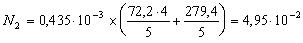 N₂ = 0,435·10⁻³ × (72,2·4/5 + 279,4/5) = 4,95·10⁻²